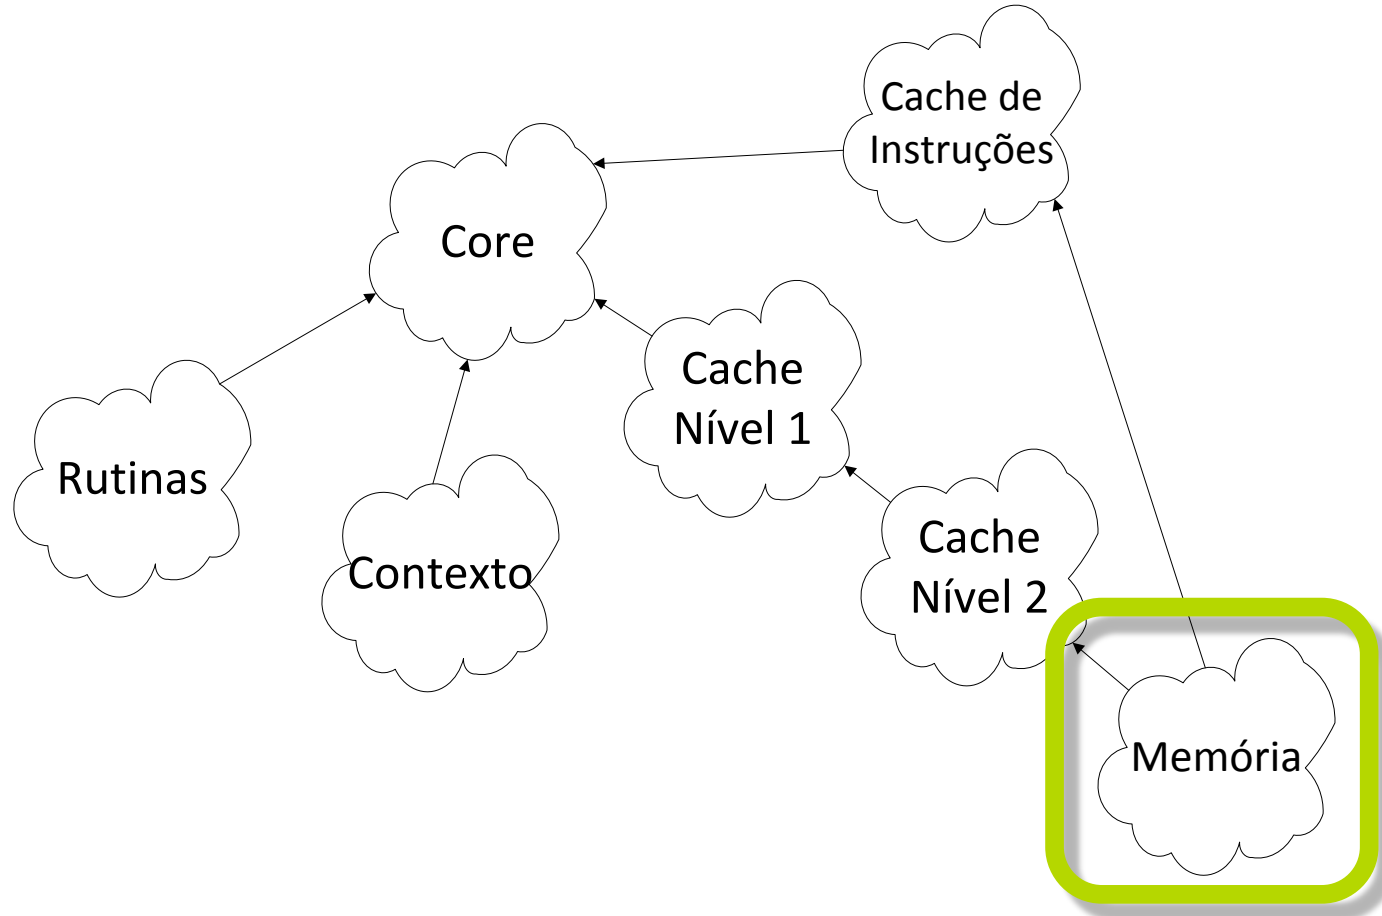 Cache de
Instruções
Core
Cache
Nível 1
Rutinas
Contexto
Cache
Nível 2
Memória